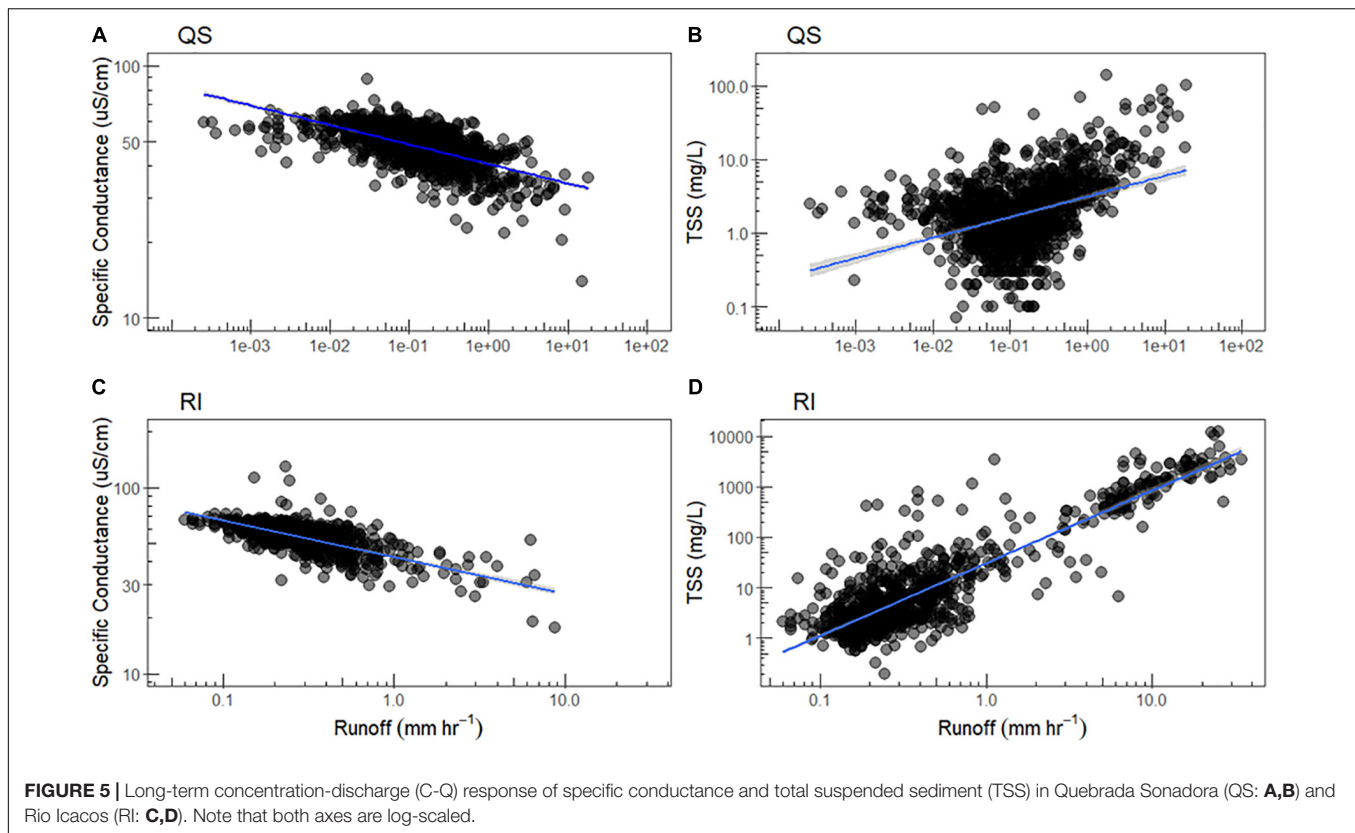 A
QS
Specific Conductance (uS/cm)
100
50
10
1e-03 1e-02 1e-01 1e+00 1e+01 1e+02
B
QS
TSS (mg/L)
100.0
10.0
1.0
0.1
1e-03 1e-02 1e-01 1e+00 1e+01 1e+02
C
RI
Specific Conductance (uS/cm)
100
30
10
0.1 1.0 10.0
Runoff (mm hr⁻¹)
D
RI
TSS (mg/L)
10000
1000
100
10
1
0.1 1.0 10.0
Runoff (mm hr⁻¹)
FIGURE 5 | Long-term concentration-discharge (C-Q) response of specific conductance and total suspended sediment (TSS) in Quebrada Sonadora (QS: A,B) and
Rio Icacos (RI: C,D). Note that both axes are log-scaled.